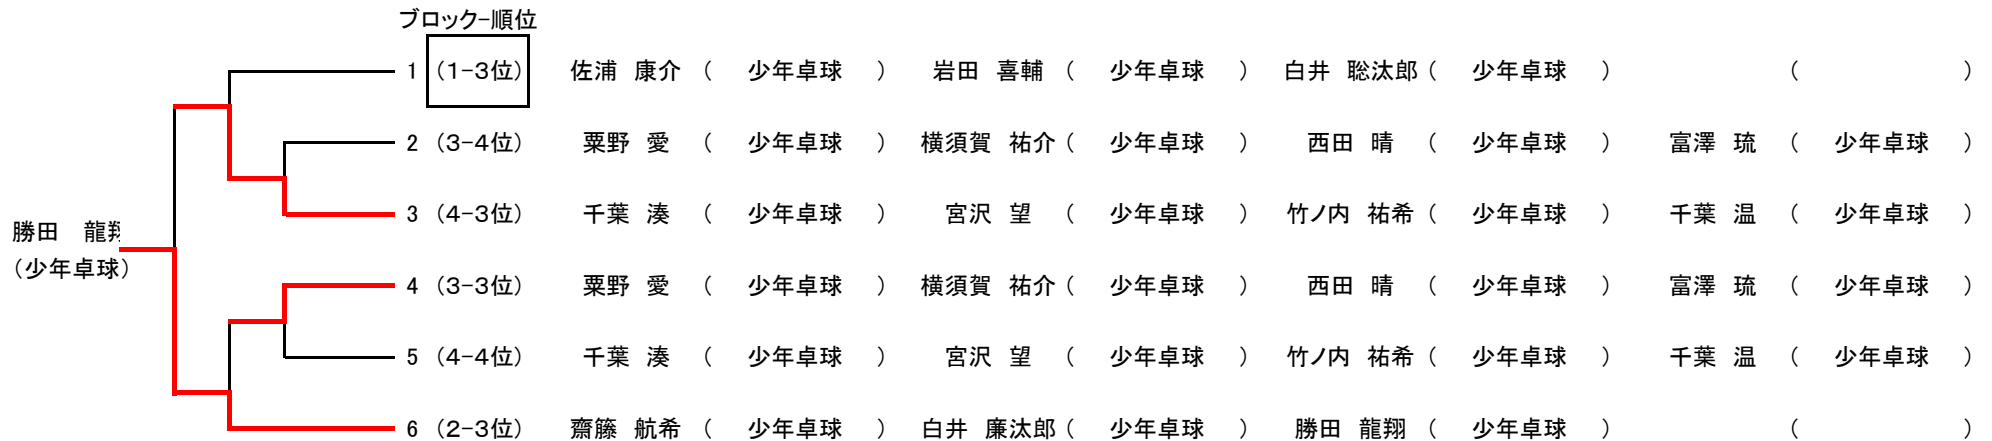 ブロック-順位
1 (1-3位) 佐浦 康介 ( 少年卓球 ) 岩田 喜輔 ( 少年卓球 ) 白井 聡汰郎 ( 少年卓球 ) ( )
2 (3-4位) 粟野 愛 ( 少年卓球 ) 横須賀 祐介 ( 少年卓球 ) 西田 晴 ( 少年卓球 ) 富澤 琉 ( 少年卓球 )
3 (4-3位) 千葉 湊 ( 少年卓球 ) 宮沢 望 ( 少年卓球 ) 竹ノ内 祐希 ( 少年卓球 ) 千葉 温 ( 少年卓球 )
勝田 龍翔
(少年卓球)
4 (3-3位) 粟野 愛 ( 少年卓球 ) 横須賀 祐介 ( 少年卓球 ) 西田 晴 ( 少年卓球 ) 富澤 琉 ( 少年卓球 )
5 (4-4位) 千葉 湊 ( 少年卓球 ) 宮沢 望 ( 少年卓球 ) 竹ノ内 祐希 ( 少年卓球 ) 千葉 温 ( 少年卓球 )
6 (2-3位) 齋籐 航希 ( 少年卓球 ) 白井 廉汰郎 ( 少年卓球 ) 勝田 龍翔 ( 少年卓球 ) ( )